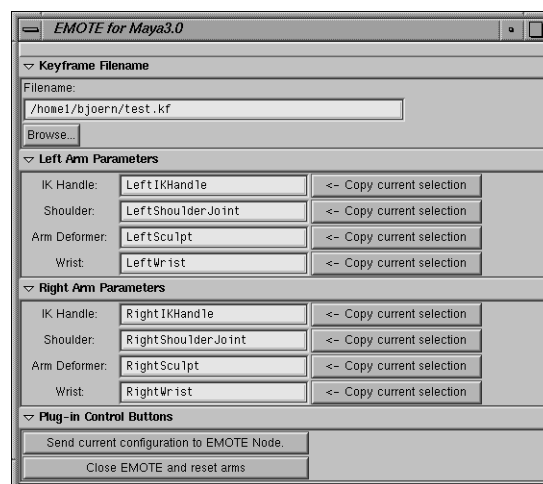 EMOTE for Maya3.0
Keyframe Filename
Filename:
/home1/bjoern/test.kf
Browse...
Left Arm Parameters
IK Handle: LeftIKHandle <- Copy current selection
Shoulder: LeftShoulderJoint <- Copy current selection
Arm Deformer: LeftSculpt <- Copy current selection
Wrist: LeftWrist <- Copy current selection
Right Arm Parameters
IK Handle: RightIKHandle <- Copy current selection
Shoulder: RightShoulderJoint <- Copy current selection
Arm Deformer: RightSculpt <- Copy current selection
Wrist: RightWrist <- Copy current selection
Plug-in Control Buttons
Send current configuration to EMOTE Node.
Close EMOTE and reset arms